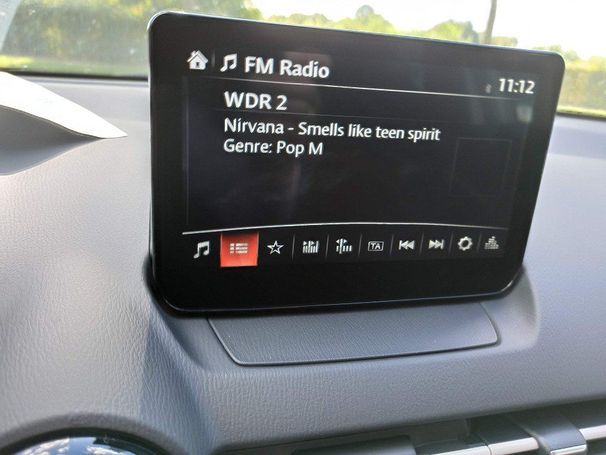 FM Radio
11:12
WDR 2
Nirvana - Smells like teen spirit
Genre: Pop M
TA